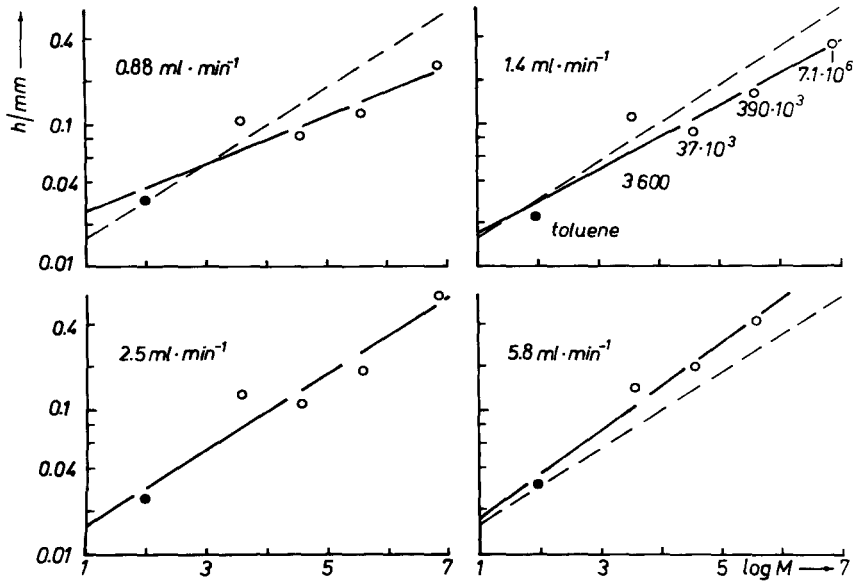 h/mm
0.4
0.1
0.04
0.01
0.88 ml · min⁻¹
1.4 ml · min⁻¹
7.1·10⁶
390·10³
37·10³
3 600
toluene
0.4
0.1
0.04
0.01
2.5 ml · min⁻¹
5.8 ml · min⁻¹
1 3 5 7
1 3 5 log M 7